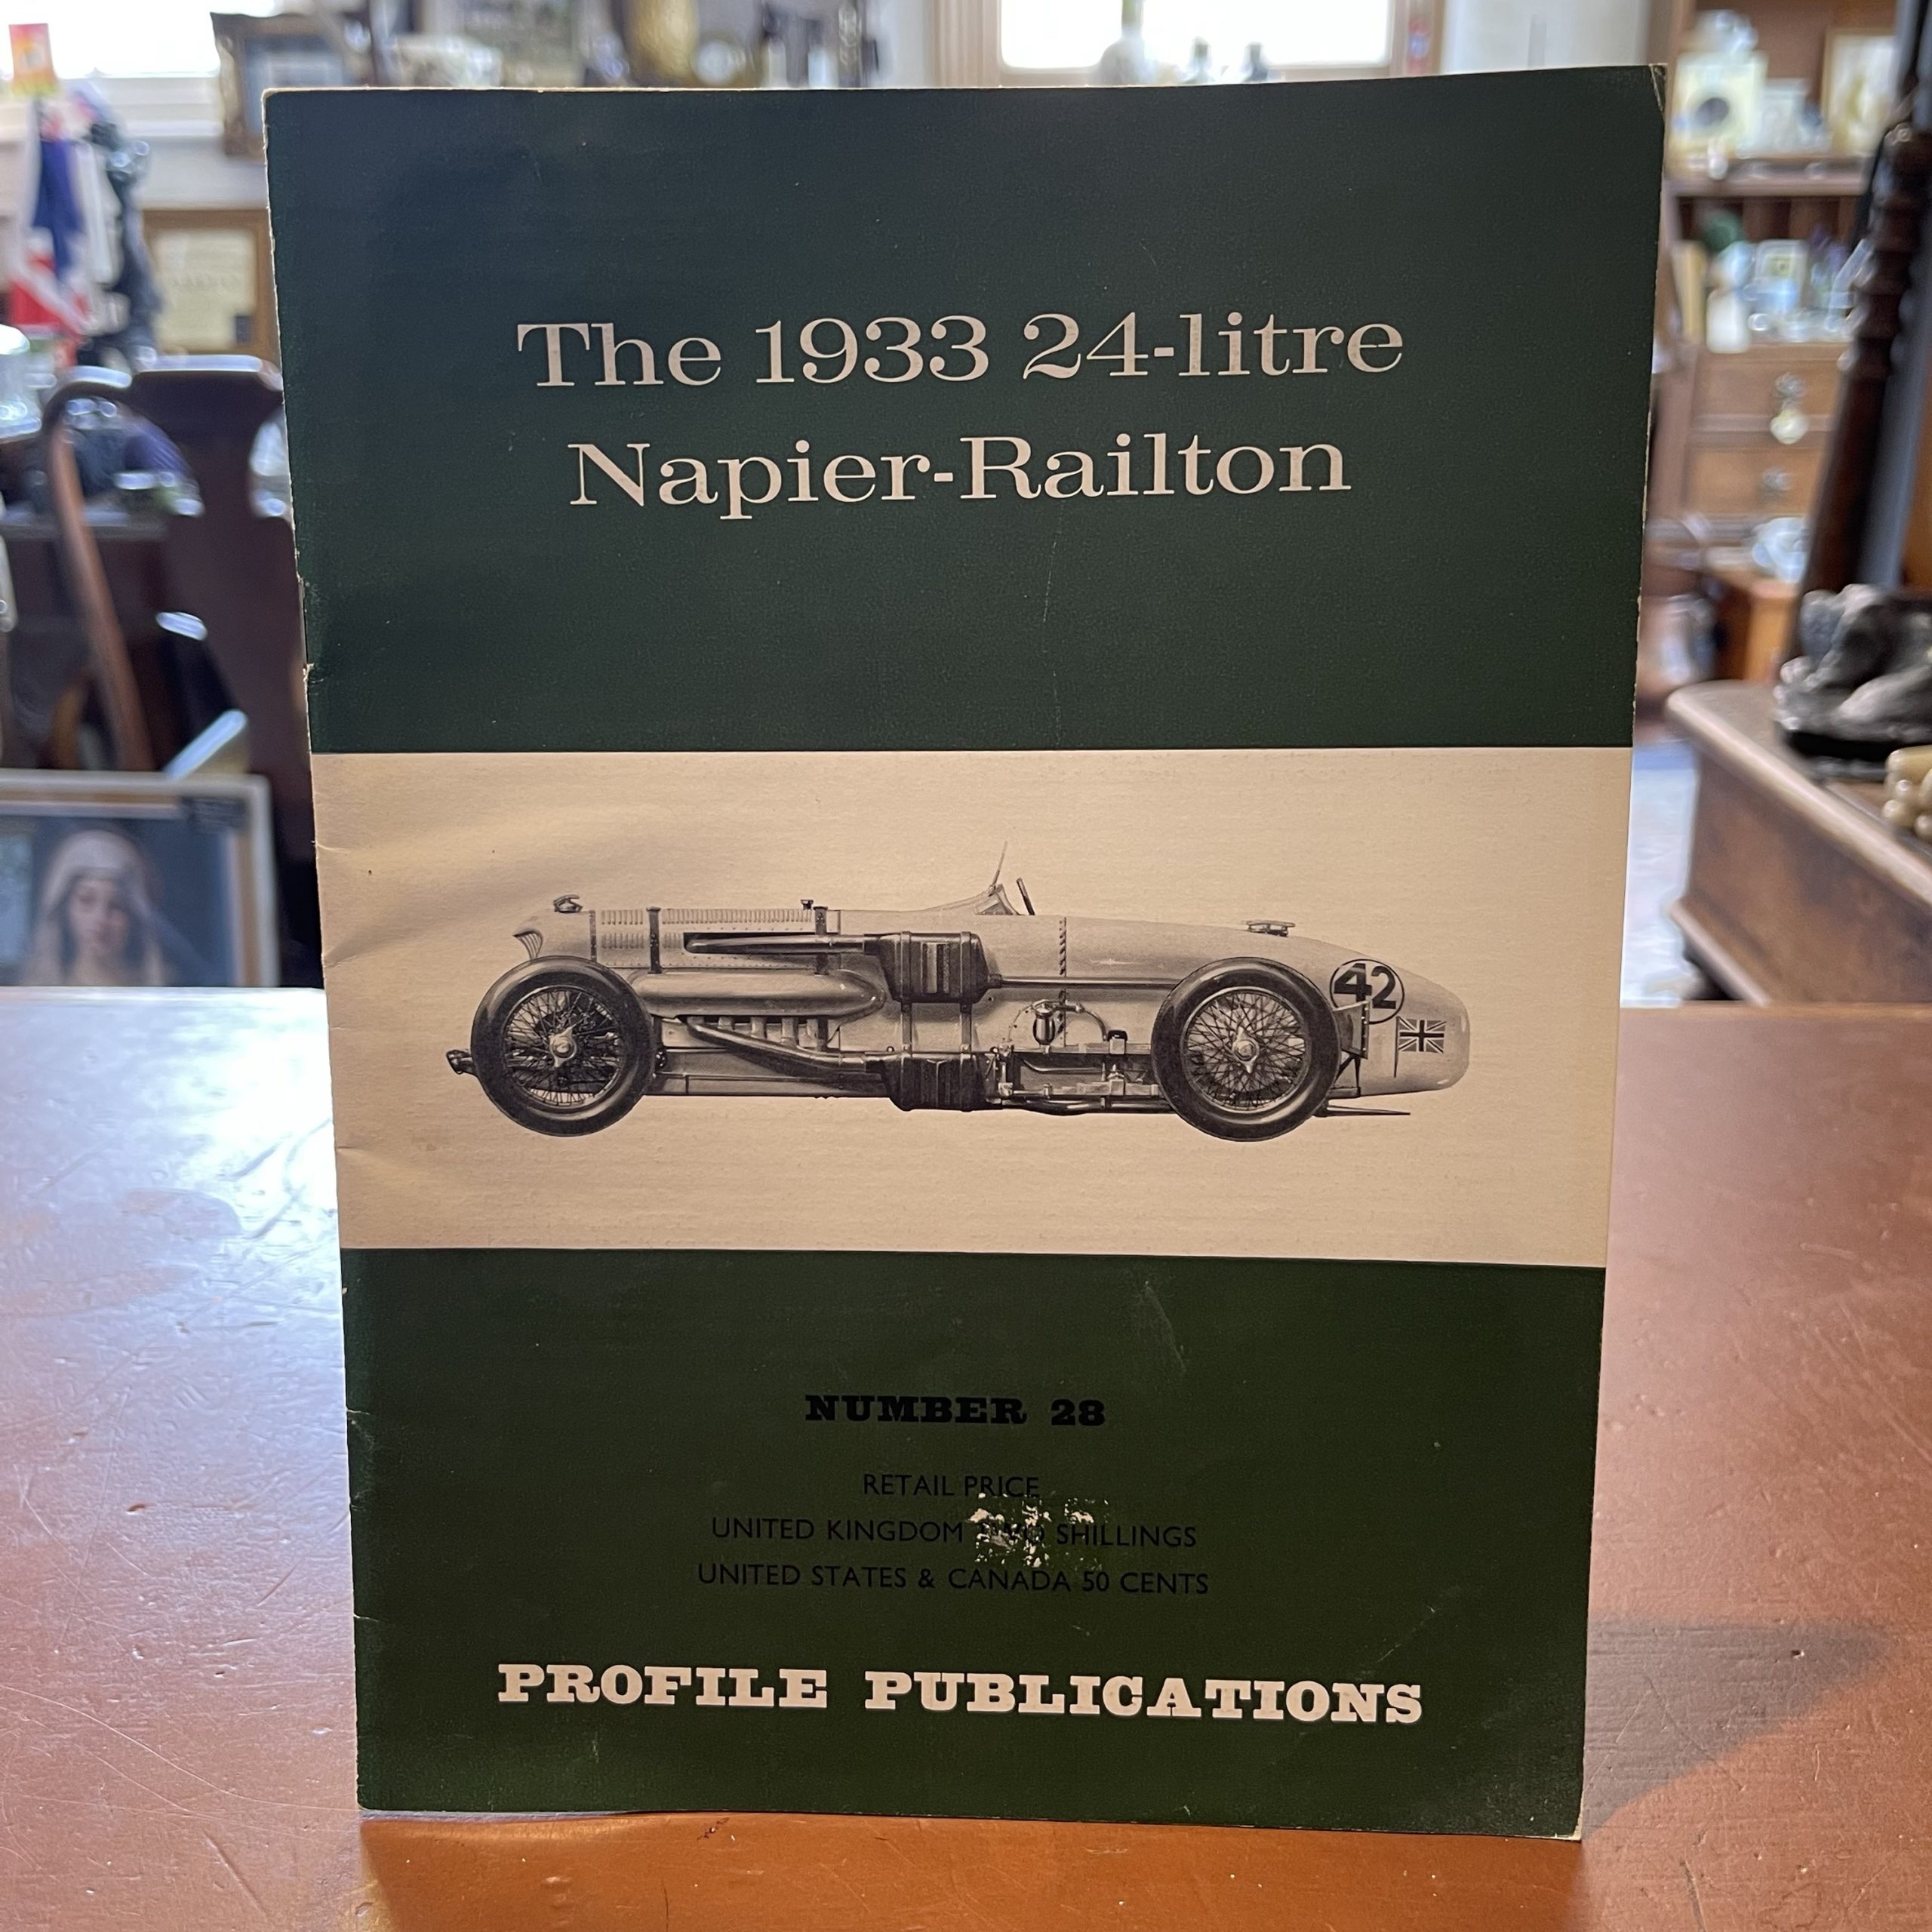 The 1933 24-litre
Napier-Railton
42
NUMBER 28
RETAIL PRICE
UNITED KINGDOM TWO SHILLINGS
UNITED STATES & CANADA 50 CENTS
PROFILE PUBLICATIONS